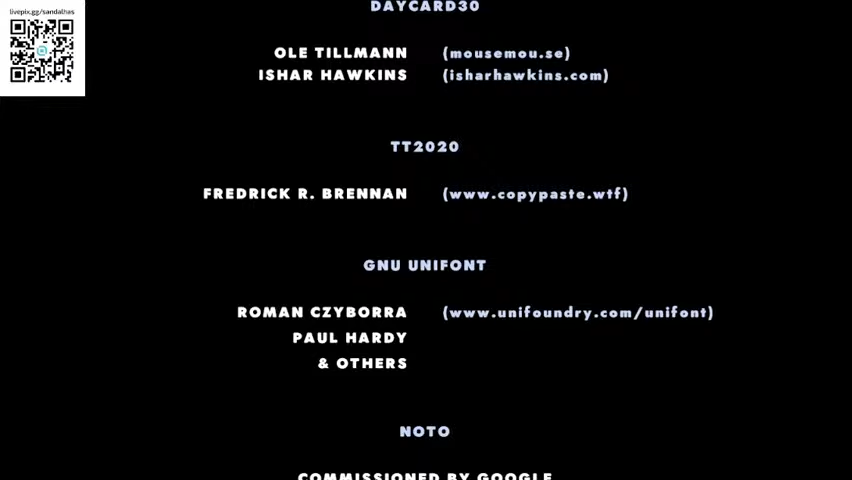 livepix.gg/sandalhas
DAYCARD30
OLE TILLMANN (mousemou.se)
ISHAR HAWKINS (isharhawkins.com)
TT2020
FREDRICK R. BRENNAN (www.copypaste.wtf)
GNU UNIFONT
ROMAN CZYBORRA (www.unifoundry.com/unifont)
PAUL HARDY
& OTHERS
NOTO
COMMISSIONED BY GOOGLE